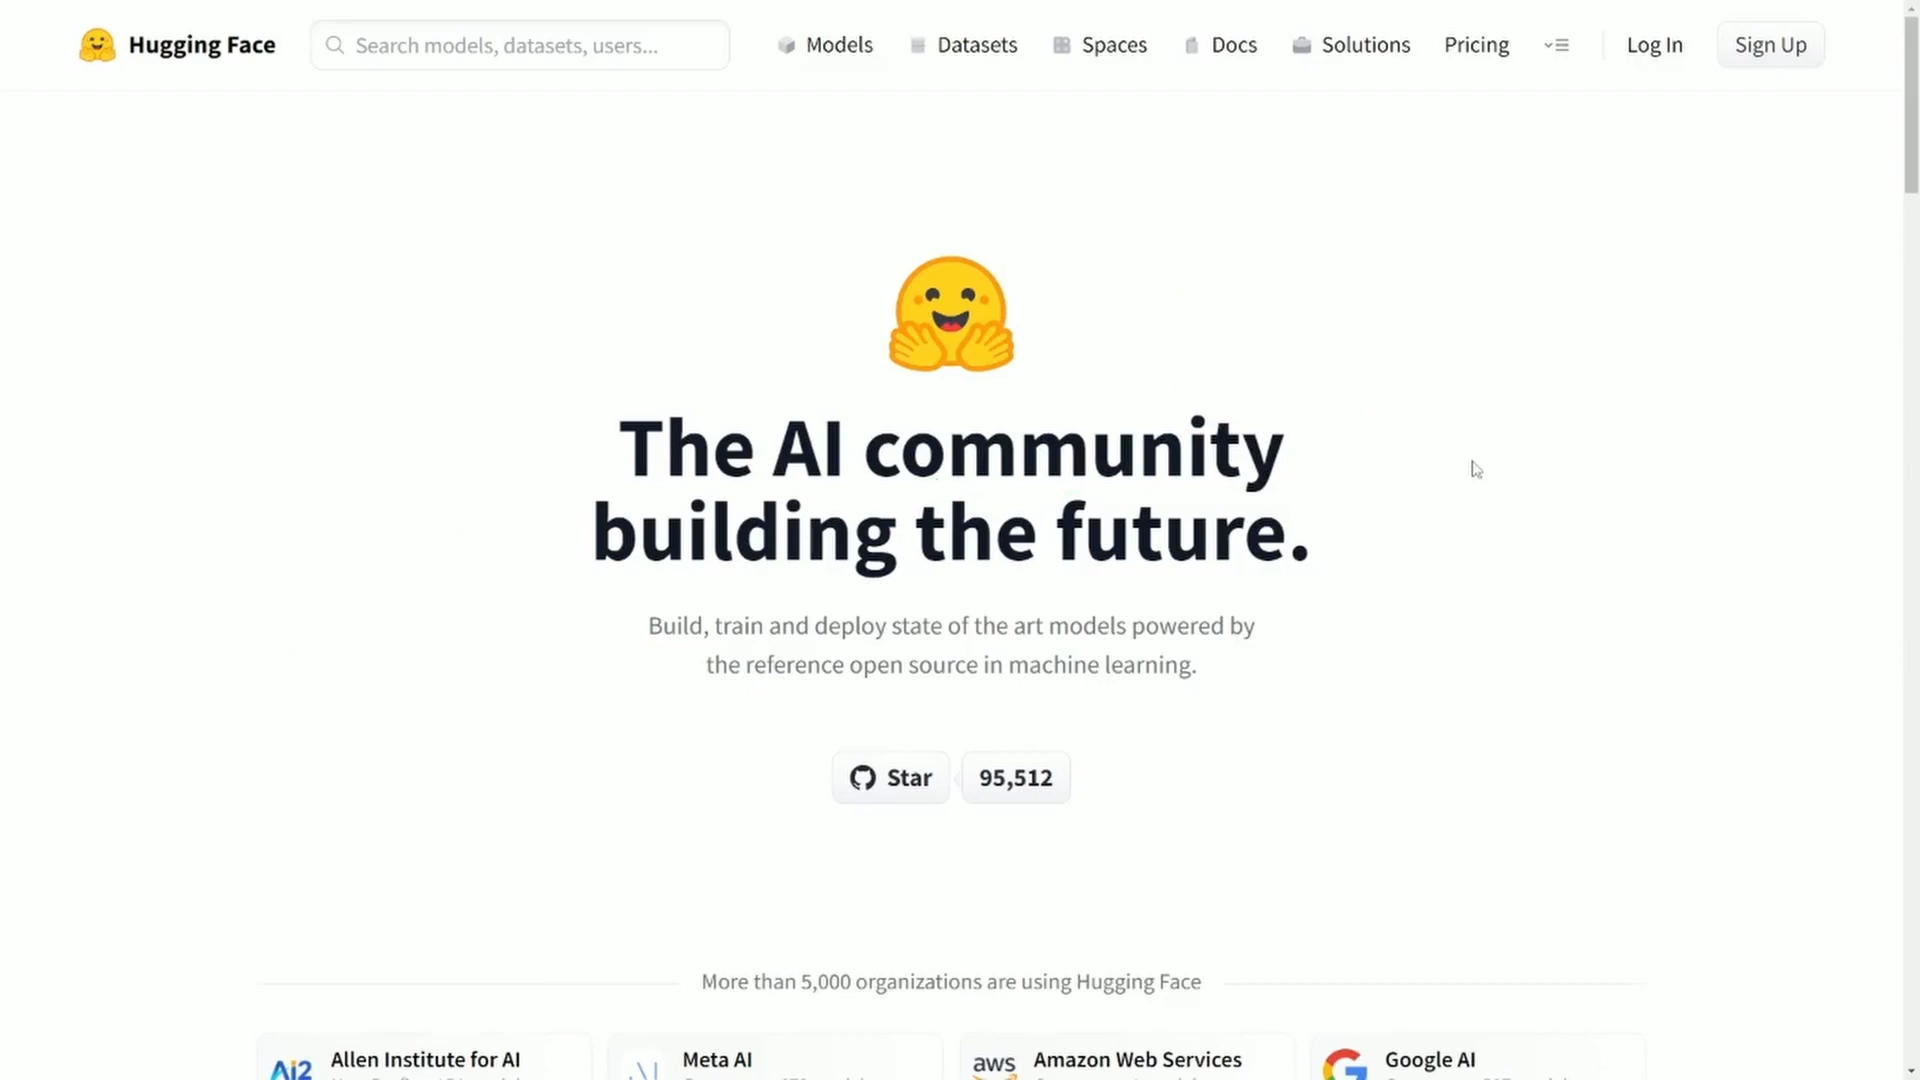 Hugging Face
Search models, datasets, users...
Models
Datasets
Spaces
Docs
Solutions
Pricing
Log In
Sign Up
The AI community
building the future.
Build, train and deploy state of the art models powered by
the reference open source in machine learning.
Star
95,512
More than 5,000 organizations are using Hugging Face
Ai2
Allen Institute for AI
Meta AI
aws
Amazon Web Services
Google AI